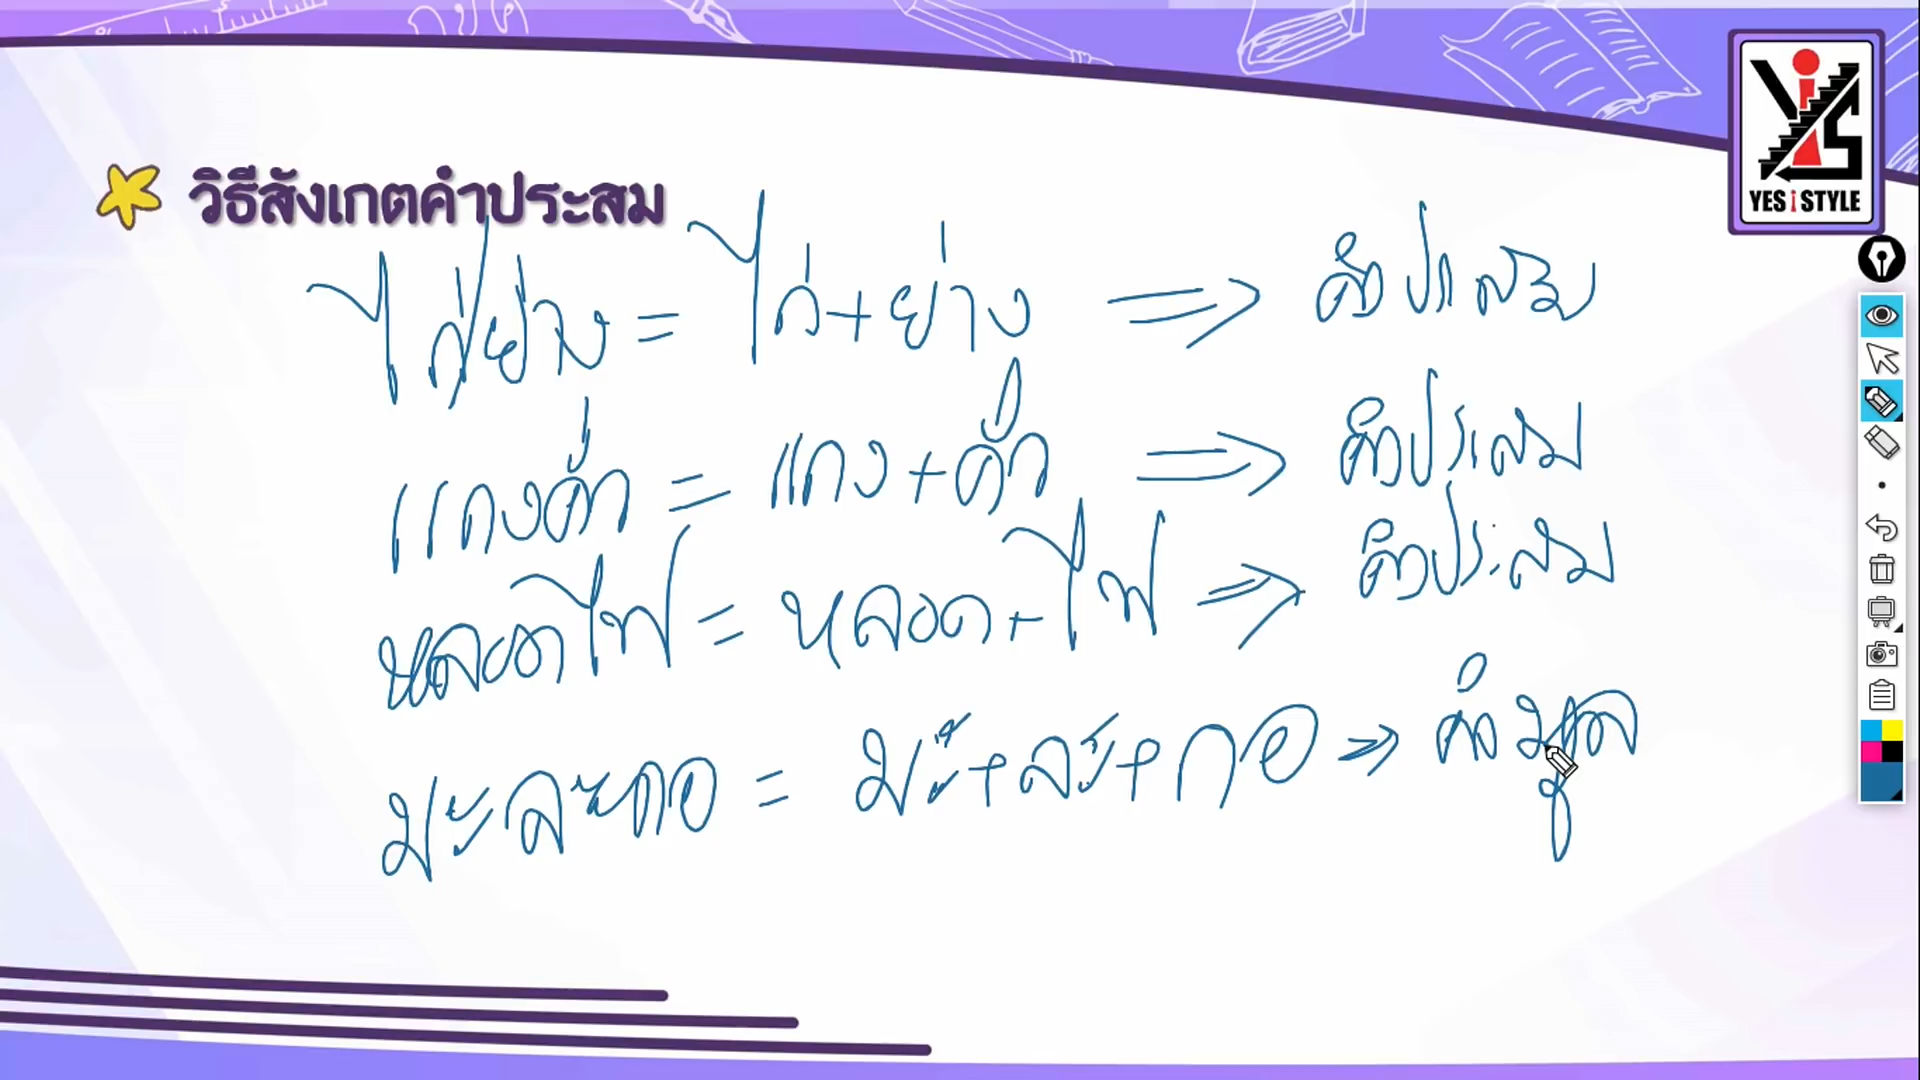 กขค
YES i STYLE
วิธีสังเกตคำประสม
ไก่ย่าง = ไก่+ย่าง ⇒ คำประสม
แกงคั่ว = แกง+คั่ว ⇒ คำประสม
หลอดไฟ = หลอด+ไฟ ⇒ คำประสม
มะละกอ = มะ+ละ+กอ ⇒ คำมูล